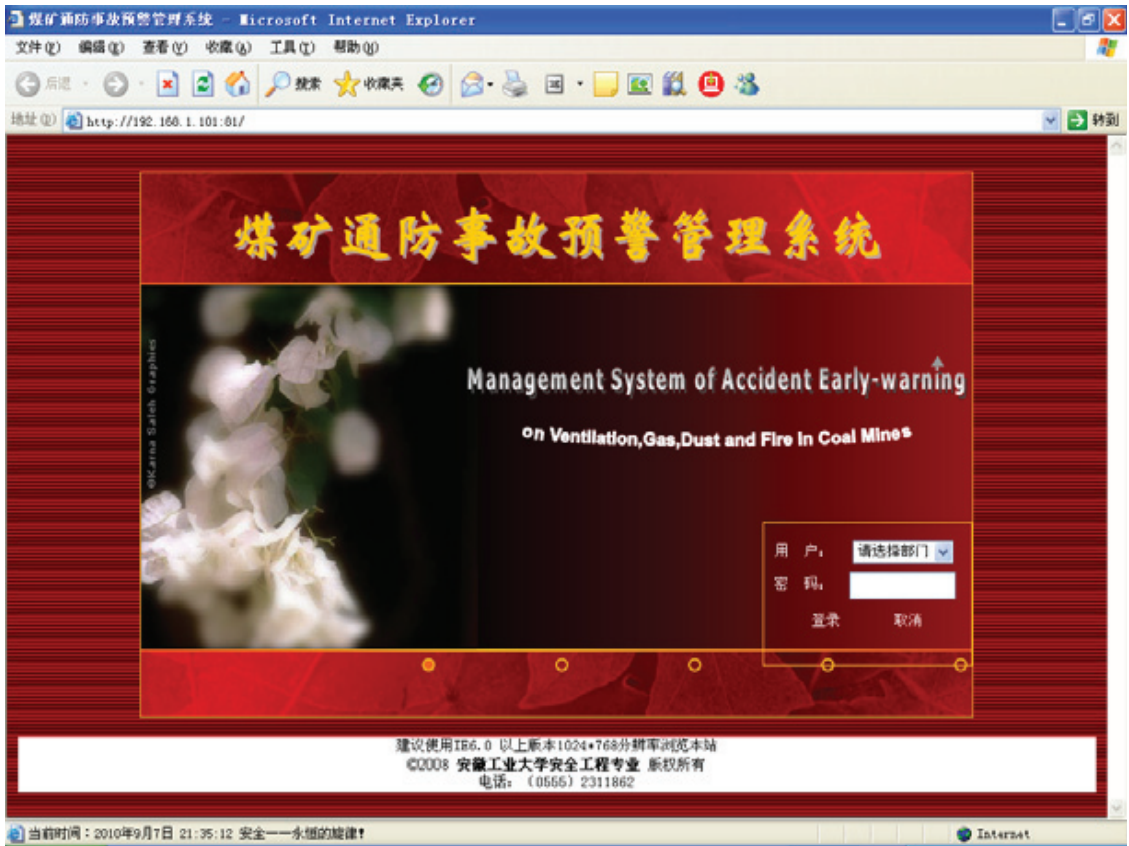 煤矿通防事故预警管理系统 - Microsoft Internet Explorer
文件(F) 编辑(E) 查看(V) 收藏(A) 工具(T) 帮助(H)
后退 搜索 收藏夹
地址(D) http://192.168.1.101:81/ 转到
煤矿通防事故预警管理系统
©Karna Saleh Graphies
Management System of Accident Early-warning
on Ventilation,Gas,Dust and Fire in Coal Mines
用 户: 请选择部门
密 码:
登录 取消
建议使用IE6.0 以上版本1024*768分辨率浏览本站
©2008 安徽工业大学安全工程专业 版权所有
电话: (0555) 2311862
当前时间:2010年9月7日 21:35:12 安全——永恒的旋律! Internet